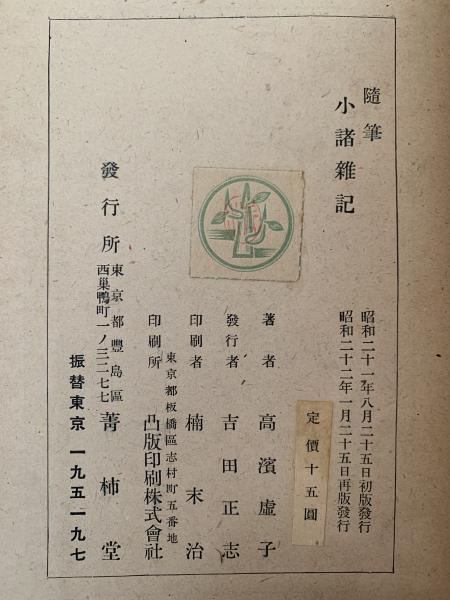 隨筆
小諸雜記
昭和二十一年八月二十五日初版發行
昭和二十二年一月二十五日再版發行
定價十五圓
著者 高濱虛子
發行者 吉田正志
印刷者 楠末治
東京都板橋區志村町五番地
印刷所 凸版印刷株式會社
發行所
東京都豐島區
西巢鴨町一ノ三二七七
菁柿堂
振替東京一九五一九七